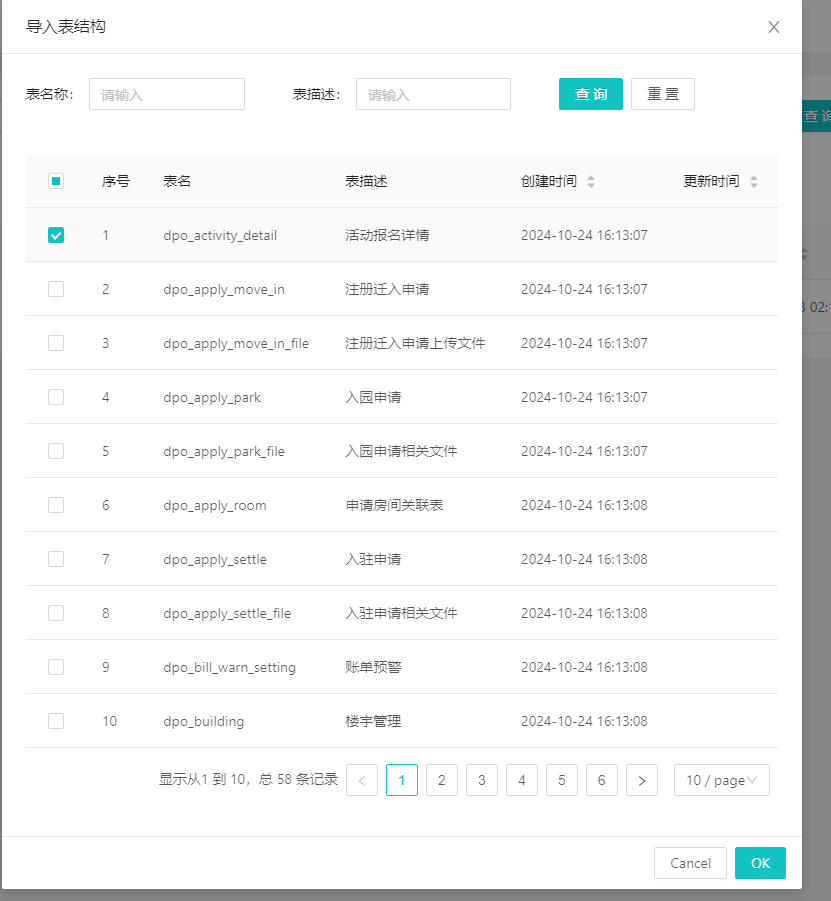 导入表结构
表名称： 请输入 表描述： 请输入 查 询 重 置
查 询
序号 表名 表描述 创建时间 更新时间
1 dpo_activity_detail 活动报名详情 2024-10-24 16:13:07
2 dpo_apply_move_in 注册迁入申请 2024-10-24 16:13:07
3 dpo_apply_move_in_file 注册迁入申请上传文件 2024-10-24 16:13:07
4 dpo_apply_park 入园申请 2024-10-24 16:13:07
5 dpo_apply_park_file 入园申请相关文件 2024-10-24 16:13:07
6 dpo_apply_room 申请房间关联表 2024-10-24 16:13:08
7 dpo_apply_settle 入驻申请 2024-10-24 16:13:08
8 dpo_apply_settle_file 入驻申请相关文件 2024-10-24 16:13:08
9 dpo_bill_warn_setting 账单预警 2024-10-24 16:13:08
10 dpo_building 楼宇管理 2024-10-24 16:13:08
显示从1 到 10，总 58 条记录 < 1 2 3 4 5 6 > 10 / page
Cancel OK